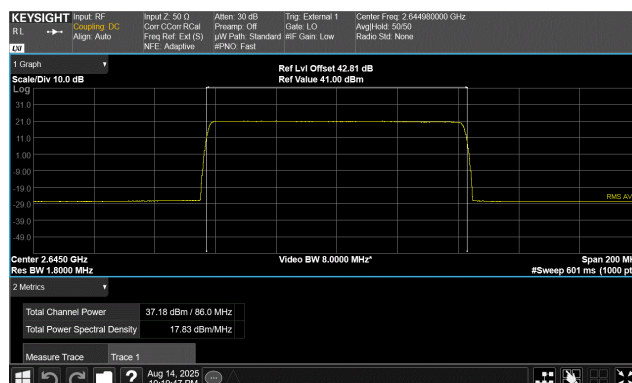 KEYSIGHT
R L
LXI
Input: RF
Coupling: DC
Align: Auto
Input Z: 50 Ω
Corr CCorr RCal
Freq Ref: Ext (S)
NFE: Adaptive
Atten: 30 dB
Preamp: Off
µW Path: Standard
#PNO: Fast
Trig: External 1
Gate: LO
#IF Gain: Low
Center Freq: 2.644980000 GHz
Avg|Hold: 50/50
Radio Std: None
1 Graph
Scale/Div 10.0 dB
Ref Lvl Offset 42.81 dB
Ref Value 41.00 dBm
Log
31.0
21.0
11.0
1.00
-9.00
-19.0
-29.0
-39.0
-49.0
RMS AV
Center 2.6450 GHz
Res BW 1.8000 MHz
Video BW 8.0000 MHz*
Span 200 MH
#Sweep 601 ms (1000 pt
2 Metrics
Total Channel Power 37.18 dBm / 86.0 MHz
Total Power Spectral Density 17.83 dBm/MHz
Measure Trace Trace 1
?
Aug 14, 2025